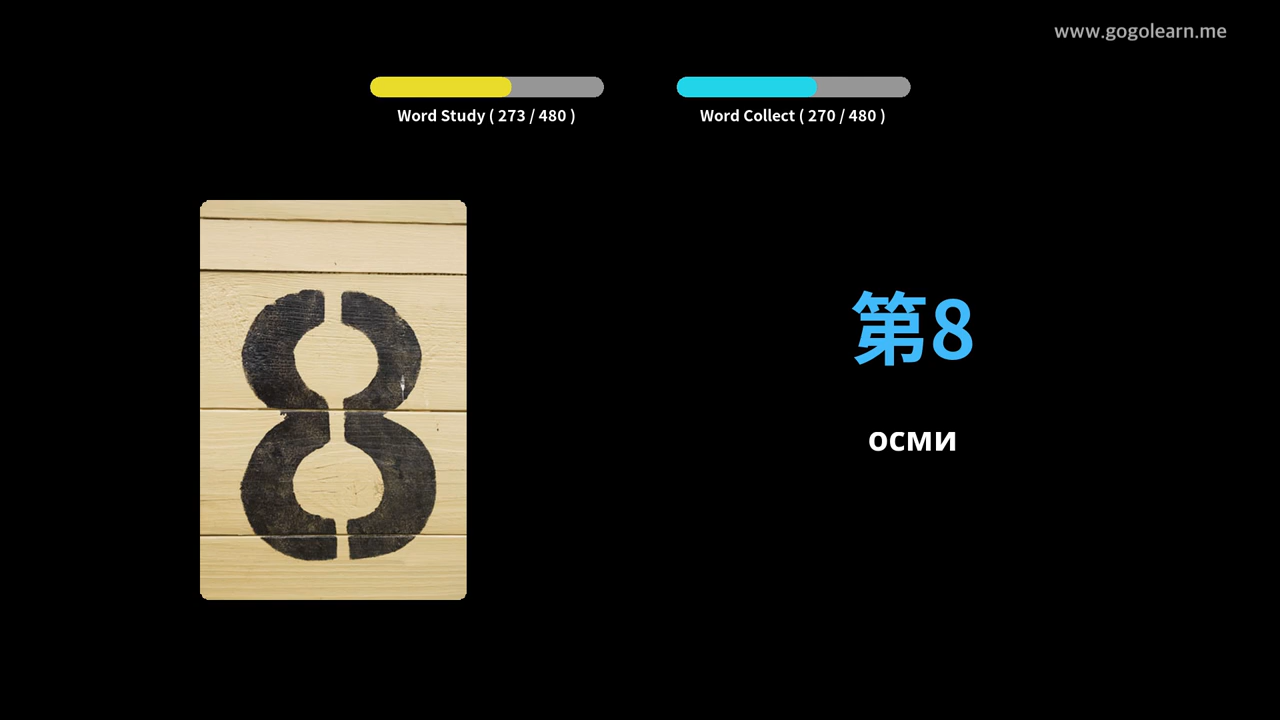 www.gogolearn.me
Word Study ( 273 / 480 )
Word Collect ( 270 / 480 )
8
第8
осми